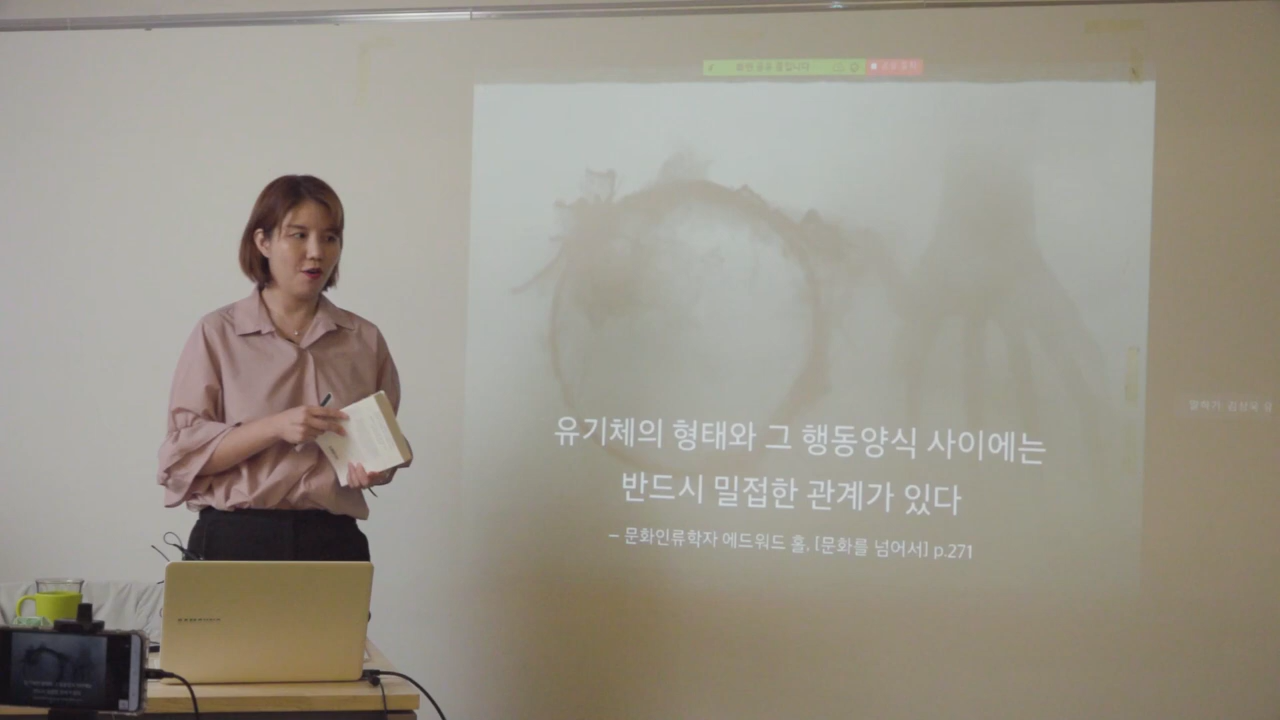 유기체의 형태와 그 행동양식 사이에는
반드시 밀접한 관계가 있다
– 문화인류학자 에드워드 홀, [문화를 넘어서] p.271